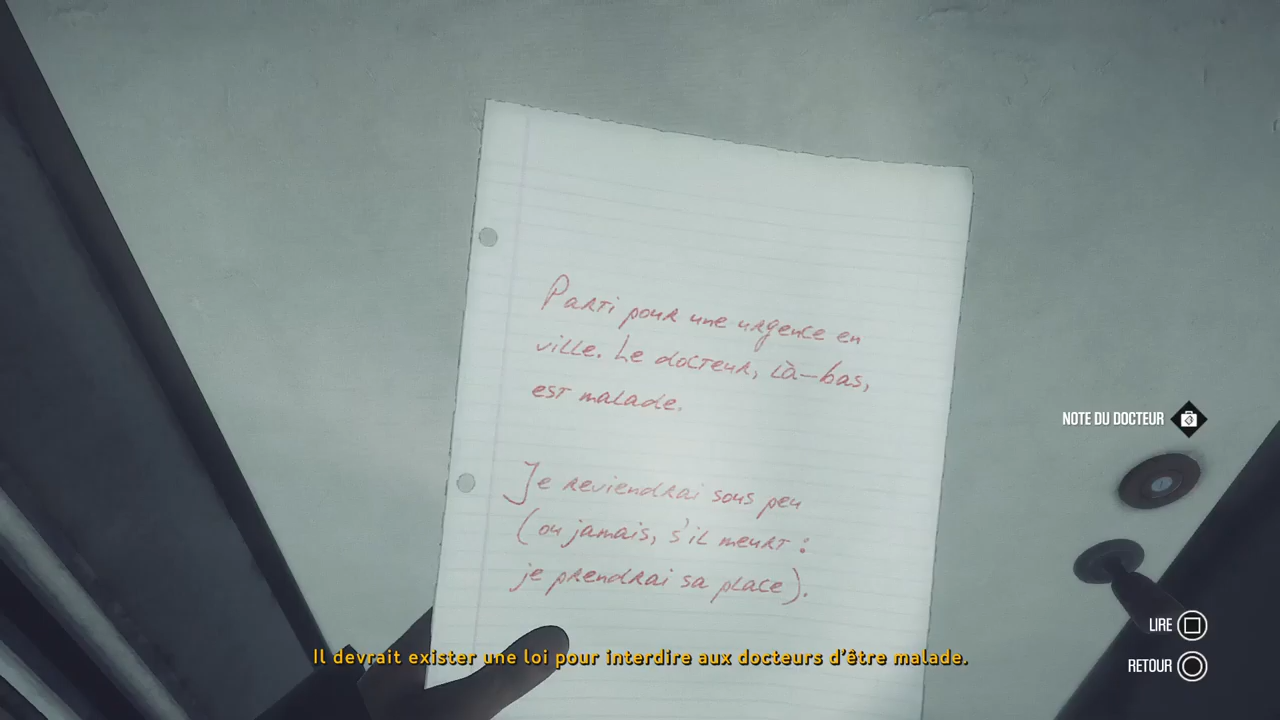 Parti pour une urgence en
ville. Le docteur, là-bas,
est malade.
Je reviendrai sous peu
(ou jamais, s'il meurt :
je prendrai sa place).
NOTE DU DOCTEUR
LIRE
RETOUR
Il devrait exister une loi pour interdire aux docteurs d'être malade.